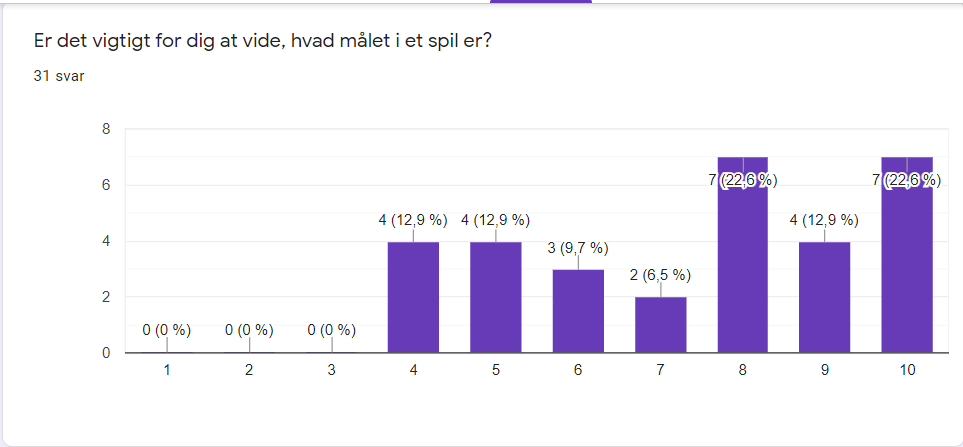 Er det vigtigt for dig at vide, hvad målet i et spil er?
31 svar
8
6
4
2
0
0 (0 %)
0 (0 %)
0 (0 %)
4 (12,9 %)
4 (12,9 %)
3 (9,7 %)
2 (6,5 %)
7 (22,6 %)
4 (12,9 %)
7 (22,6 %)
1 2 3 4 5 6 7 8 9 10